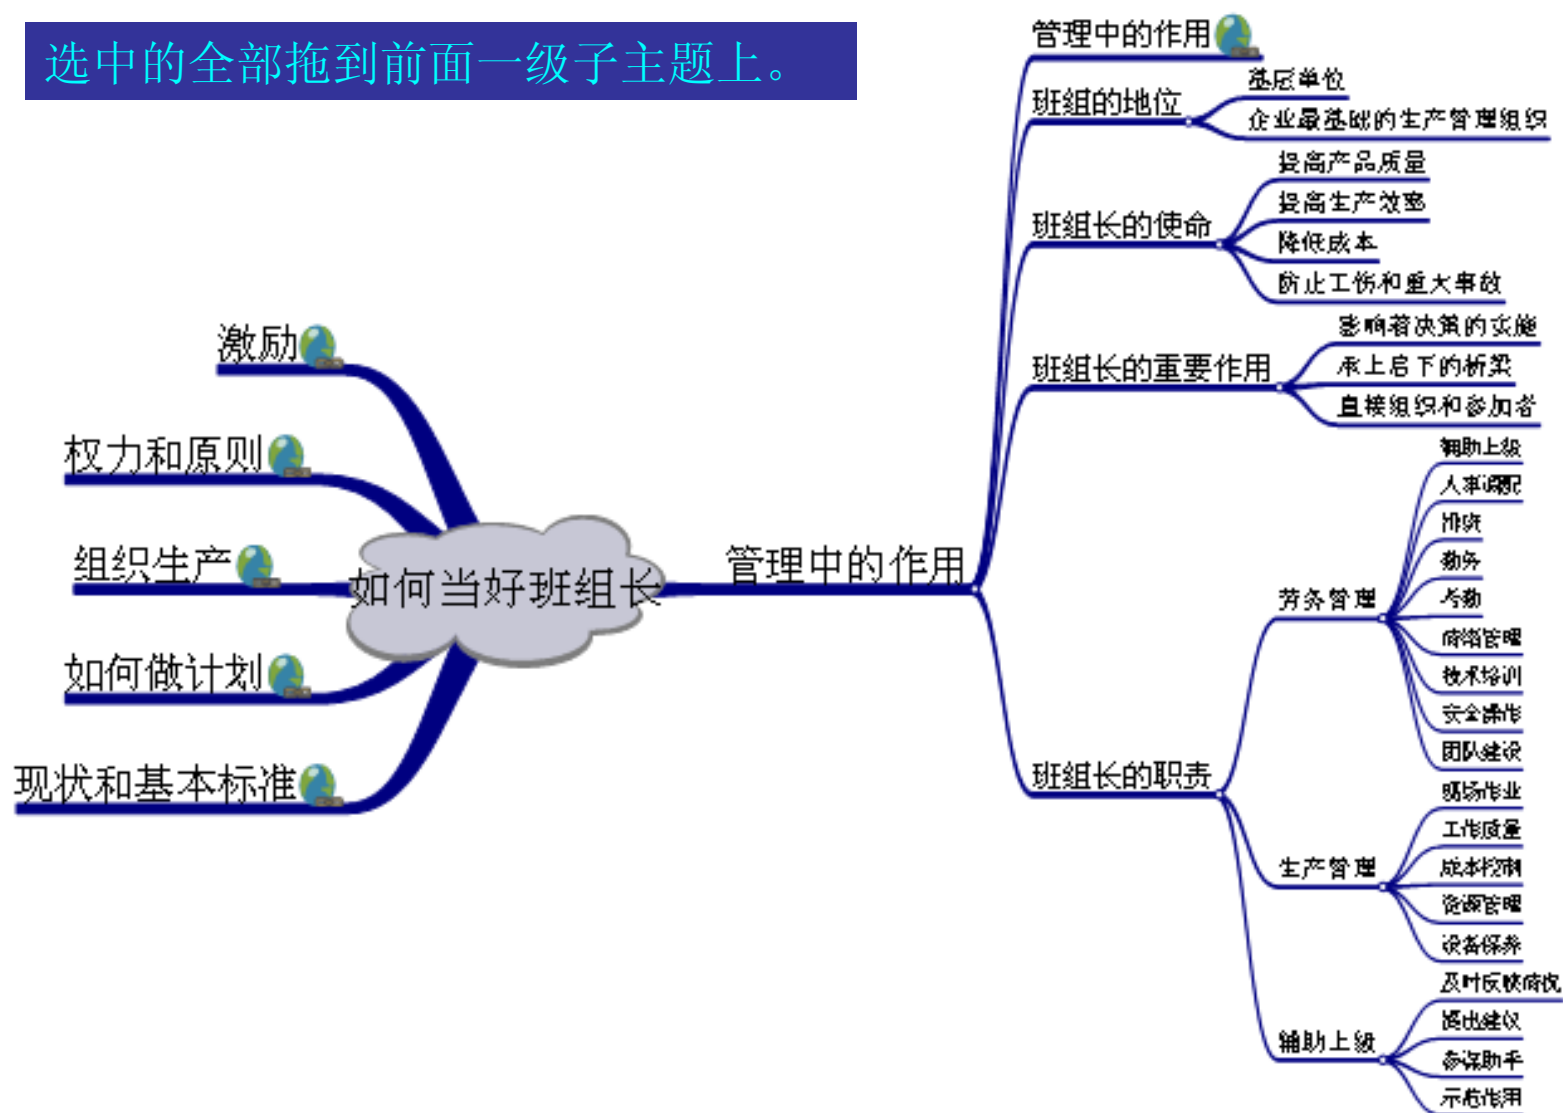 选中的全部拖到前面一级子主题上。
激励
权力和原则
组织生产
如何做计划
现状和基本标准
如何当好班组长
管理中的作用
管理中的作用
班组的地位
基层单位
企业最基础的生产管理组织
班组长的使命
提高产品质量
提高生产效率
降低成本
防止工伤和重大事故
班组长的重要作用
影响着决策的实施
承上启下的桥梁
直接组织和参加者
班组长的职责
劳务管理
辅助上级
人事调配
排班
勤务
考勤
情绪管理
技术培训
安全操作
团队建设
生产管理
现场作业
工作质量
成本控制
资源管理
设备保养
辅助上级
及时反映情况
提出建议
参谋助手
示范作用